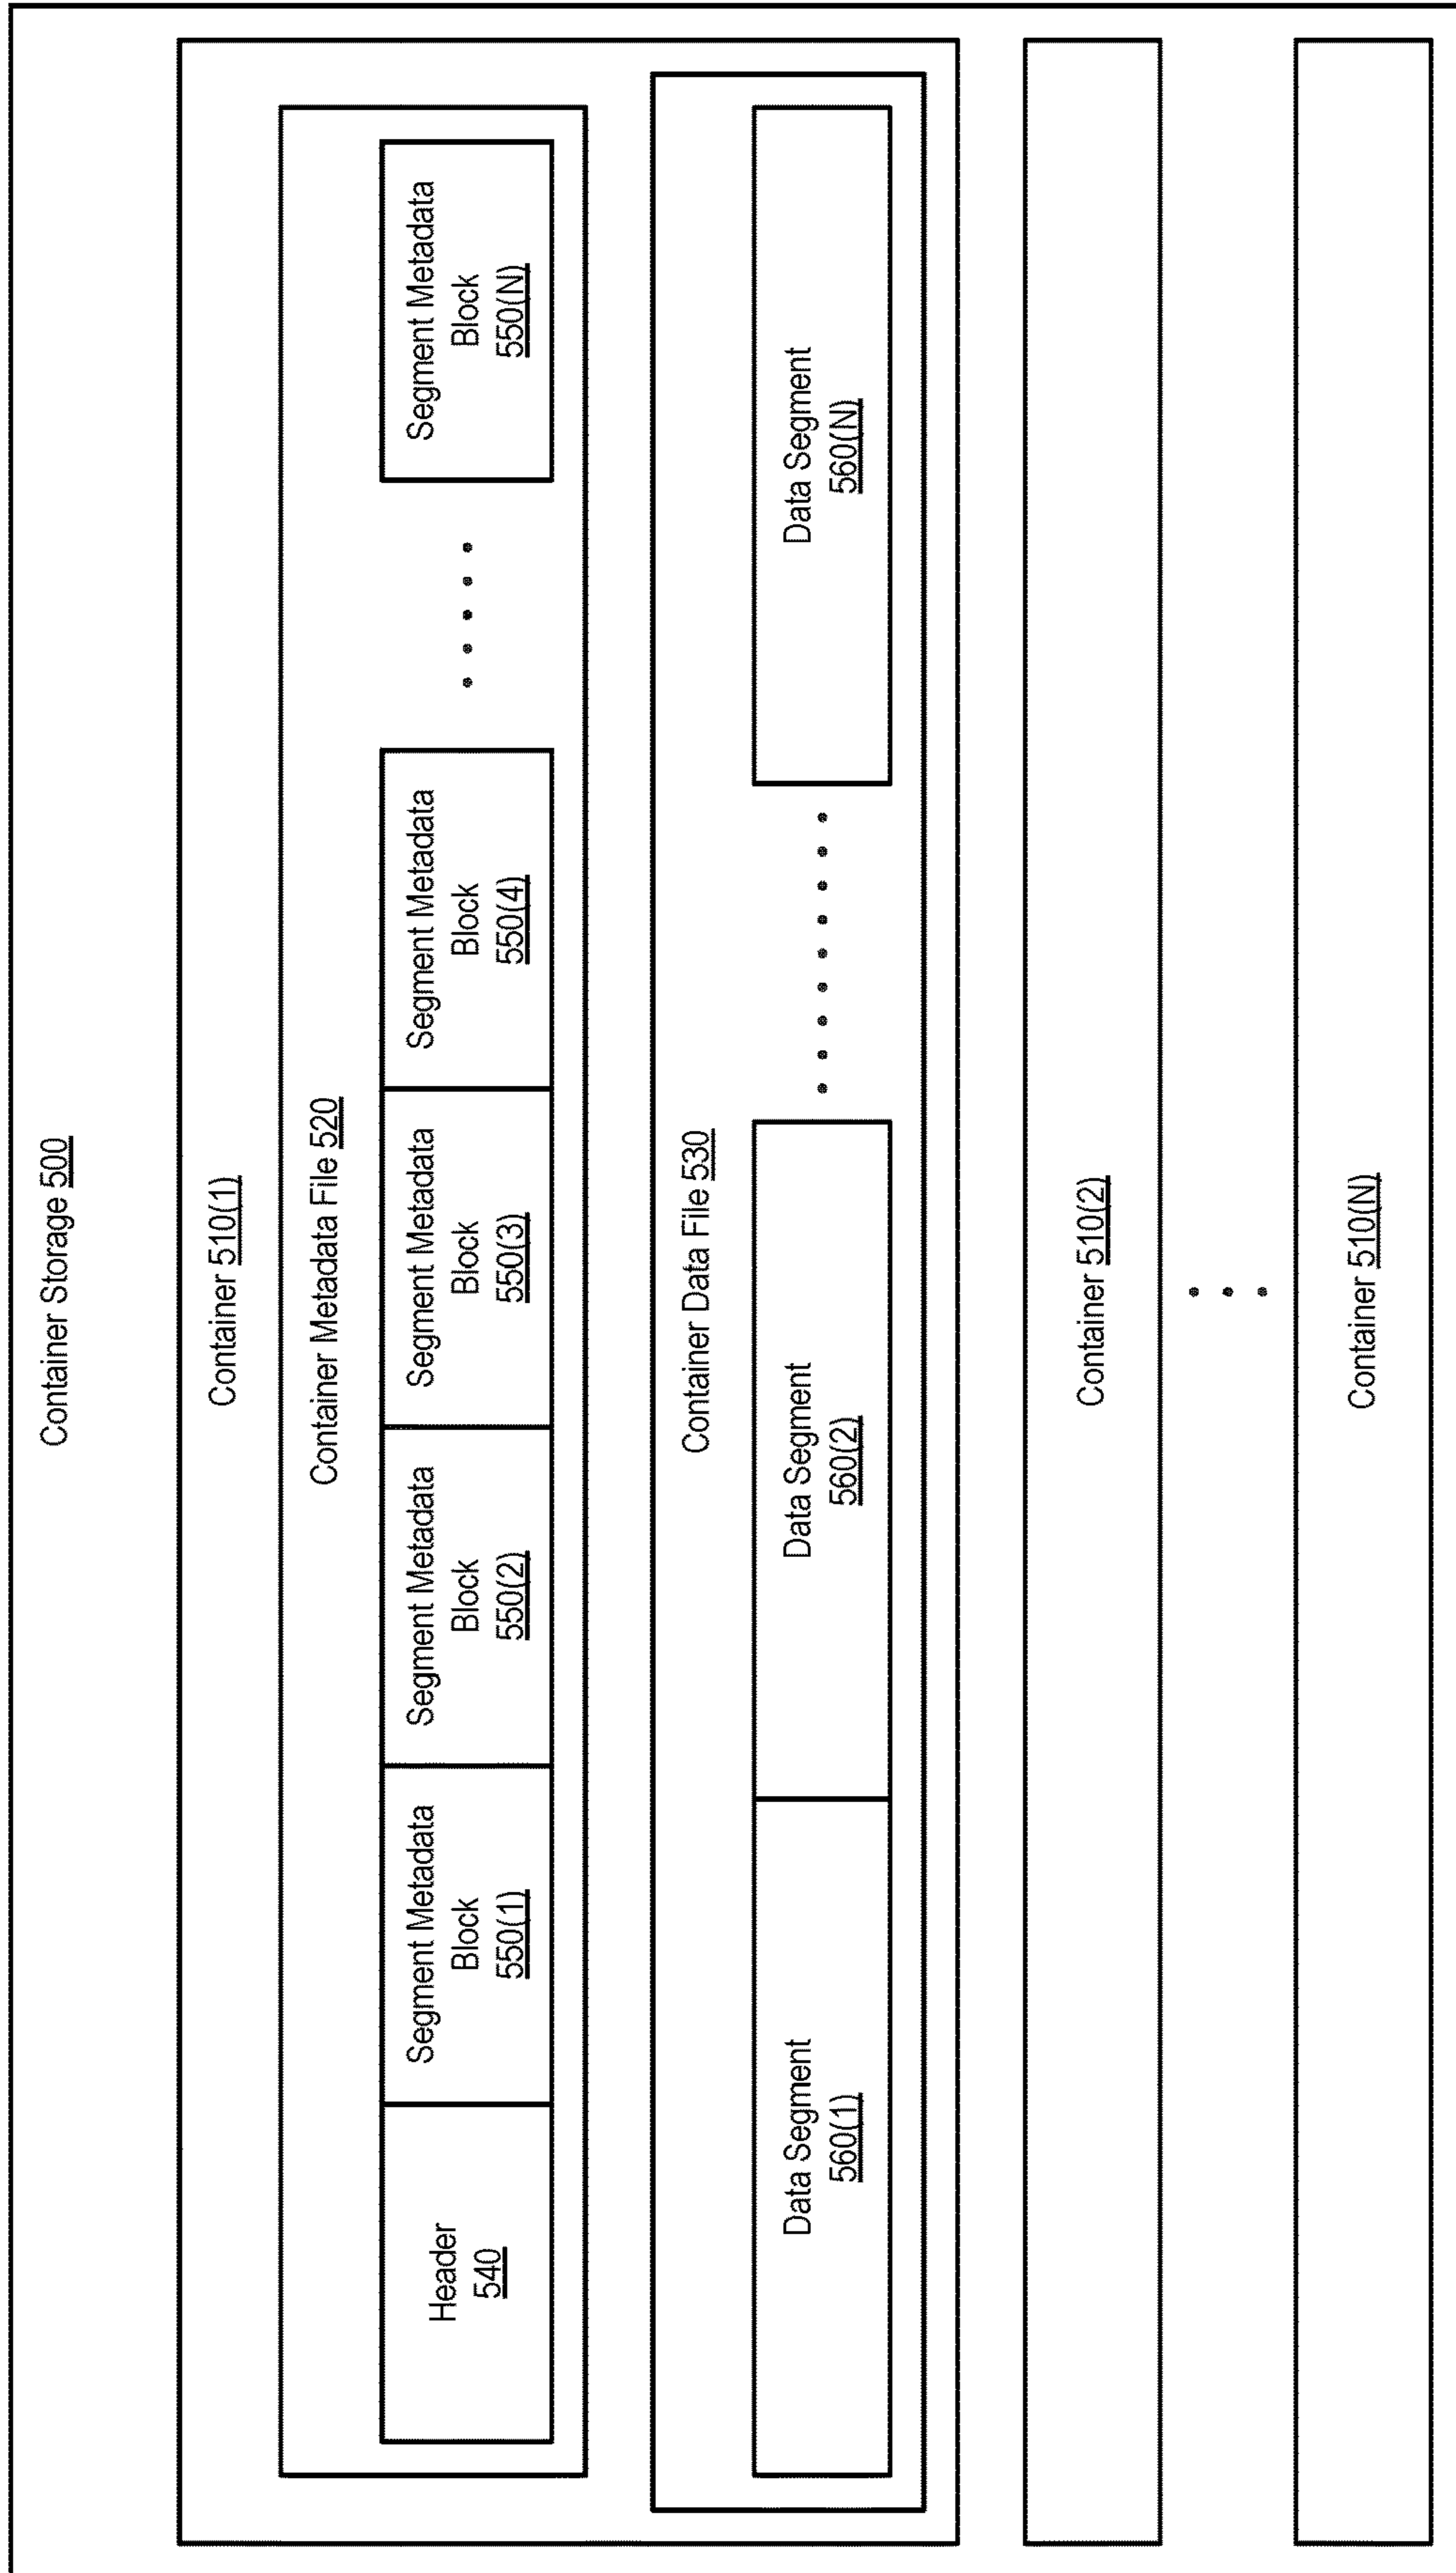 Container Storage 500
Container 510(1)
Container Metadata File 520
Header
540
Segment Metadata
Block
550(1)
Segment Metadata
Block
550(2)
Segment Metadata
Block
550(3)
Segment Metadata
Block
550(4)
Segment Metadata
Block
550(N)
Container Data File 530
Data Segment
560(1)
Data Segment
560(2)
Data Segment
560(N)
Container 510(2)
Container 510(N)